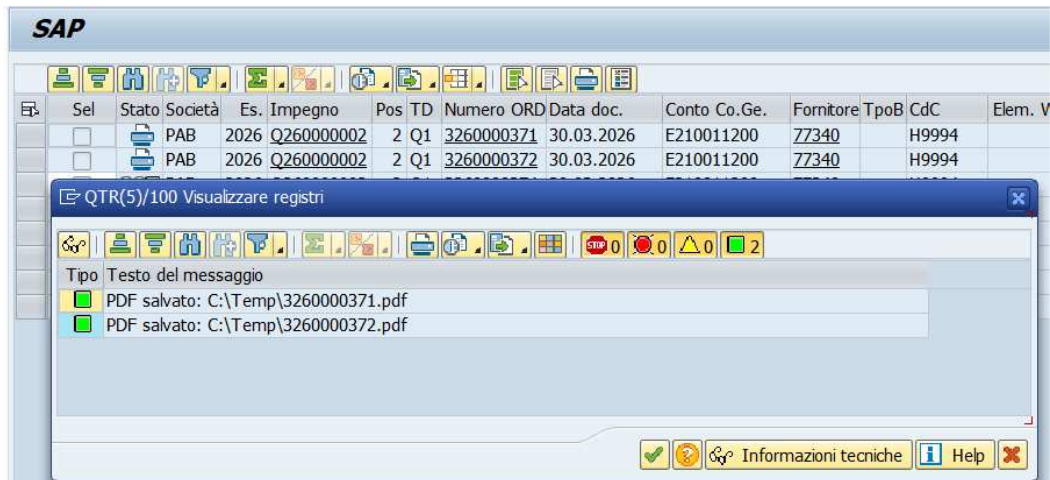 SAP
Sel Stato Società Es. Impegno Pos TD Numero ORD Data doc. Conto Co.Ge. Fornitore TpoB CdC Elem. W
PAB 2026 Q260000002 2 Q1 3260000371 30.03.2026 E210011200 77340 H9994
PAB 2026 Q260000002 2 Q1 3260000372 30.03.2026 E210011200 77340 H9994
QTR(5)/100 Visualizzare registri
STOP 0 0 0 2
Tipo Testo del messaggio
PDF salvato: C:\Temp\3260000371.pdf
PDF salvato: C:\Temp\3260000372.pdf
Informazioni tecniche i Help